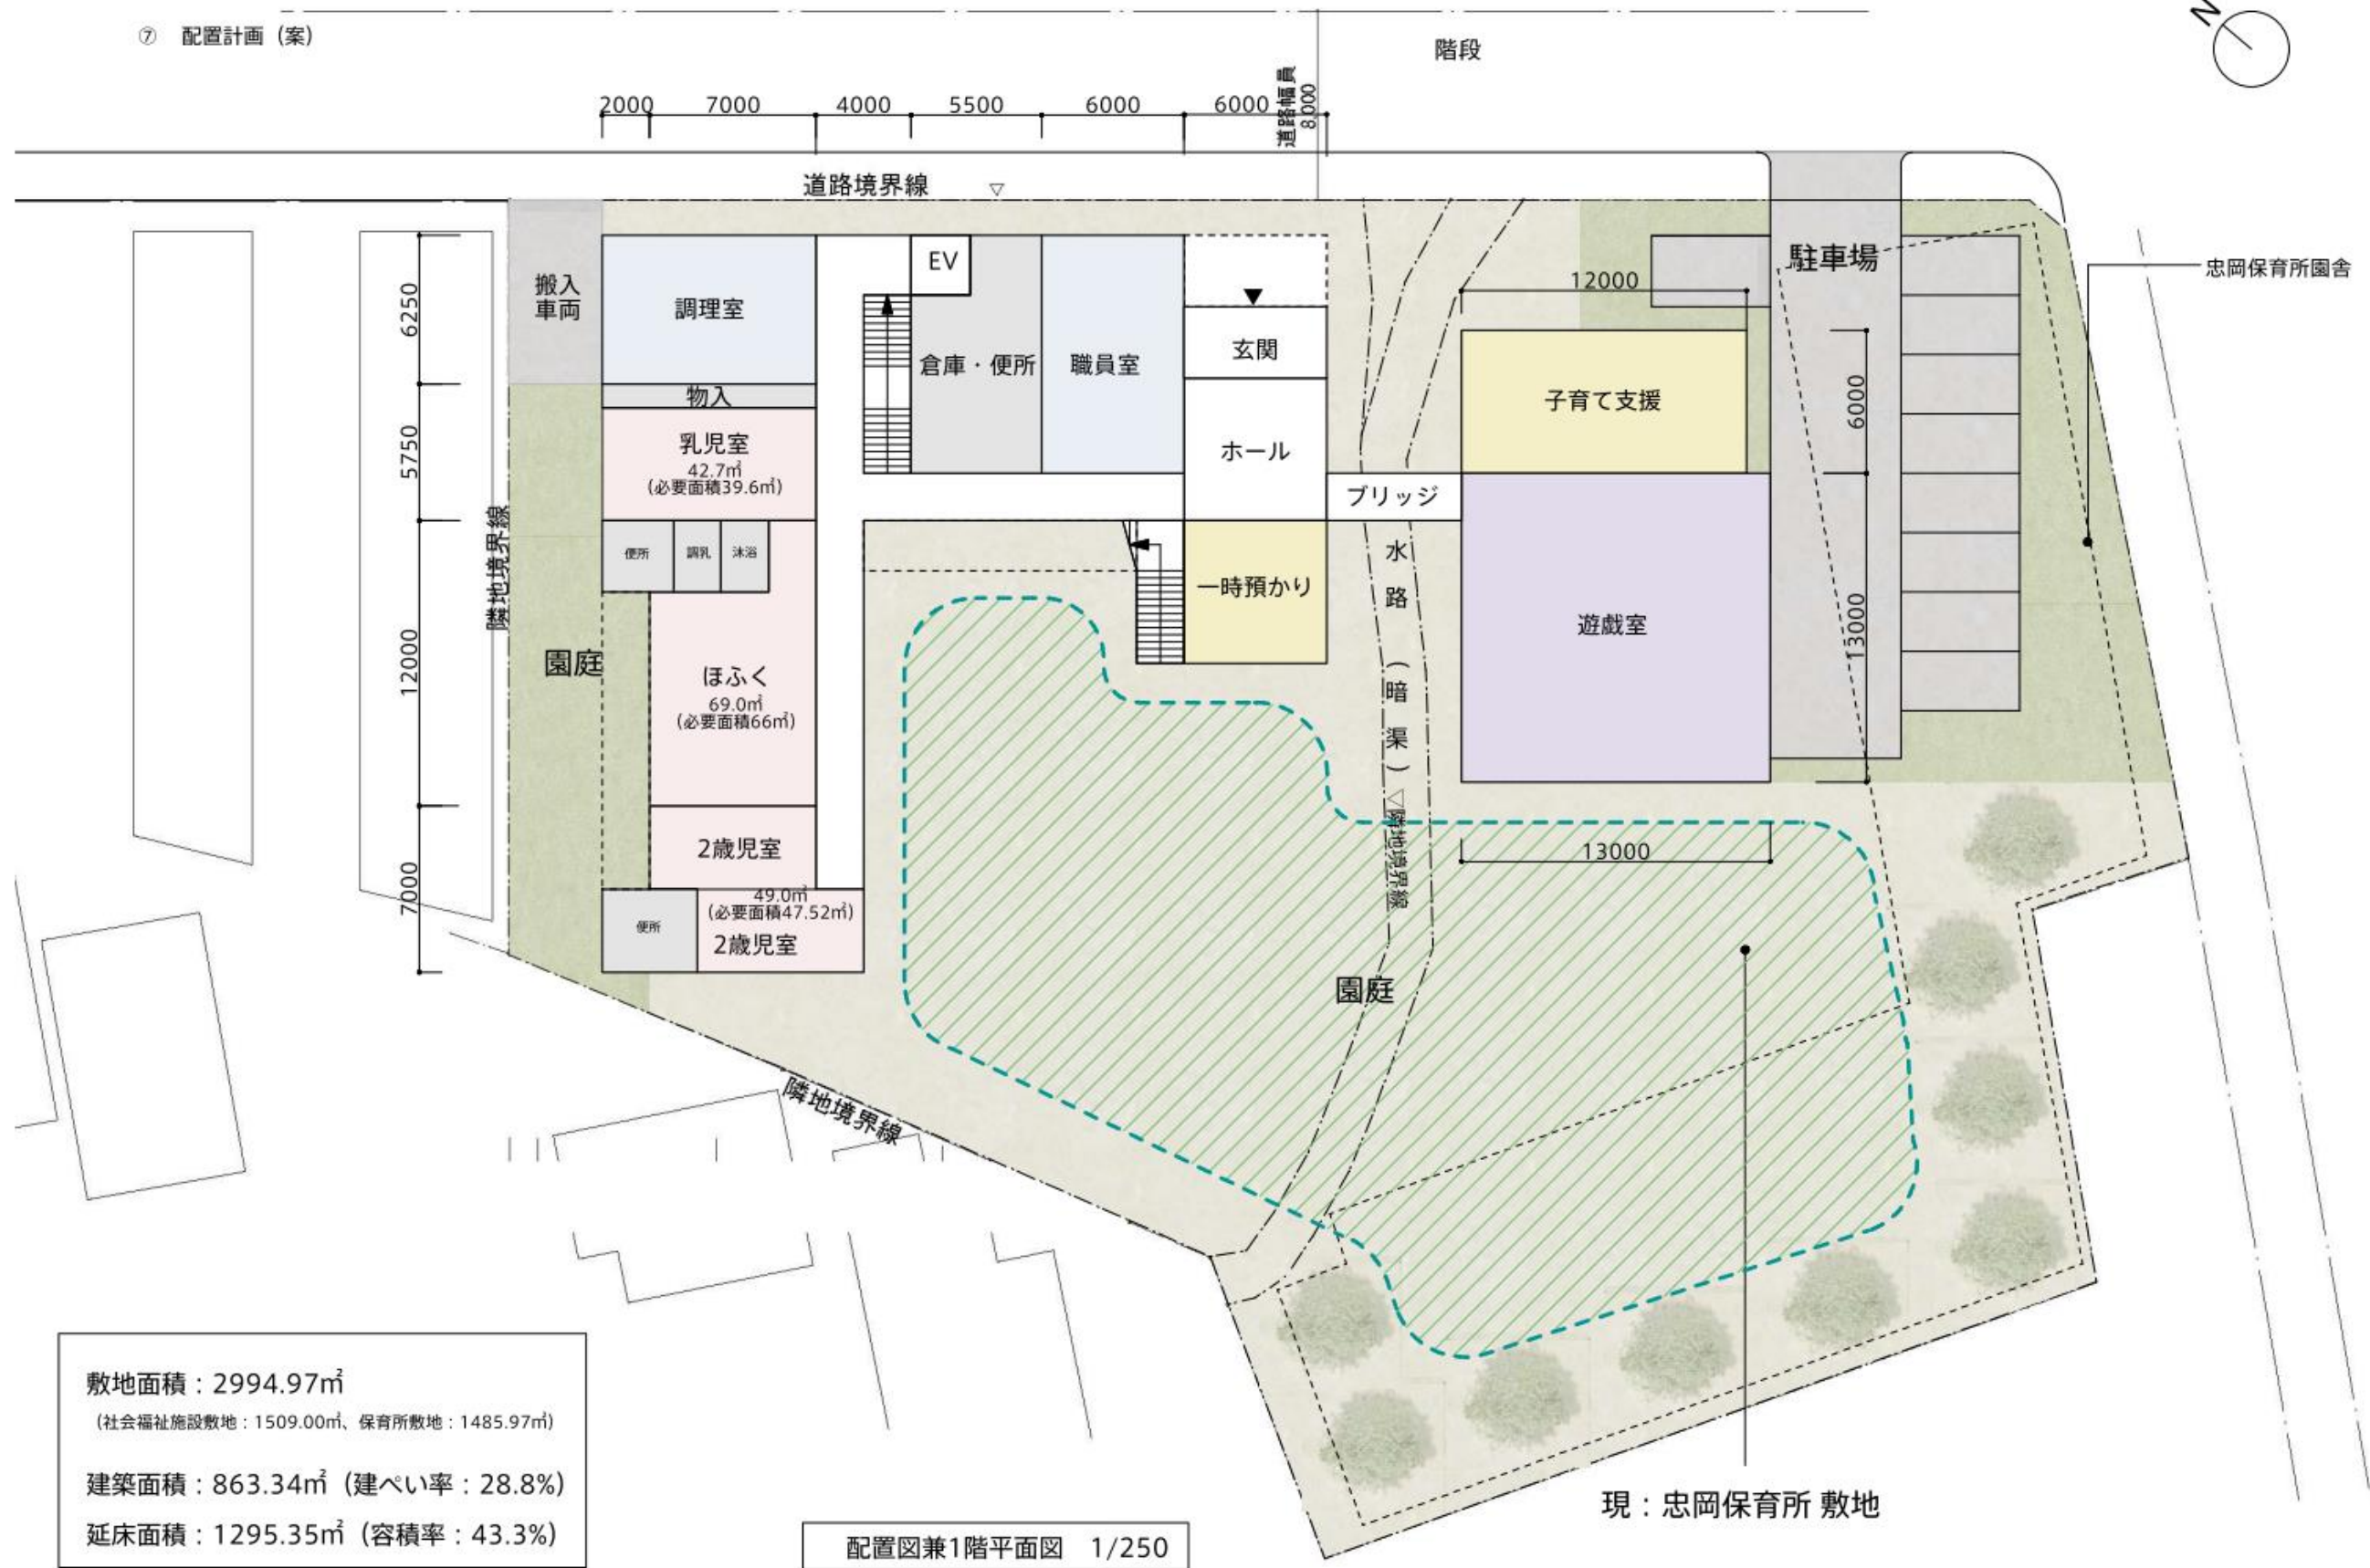 ⑦ 配置計画（案）
N
階段
2000 7000 4000 5500 6000 6000
道路幅員
8,000
道路境界線 ▽
搬入
車両
調理室
EV
倉庫・便所
職員室
玄関
ホール
物入
乳児室
42.7㎡
（必要面積39.6㎡）
便所
調乳
沐浴
ほふく
69.0㎡
（必要面積66㎡）
2歳児室
49.0㎡
（必要面積47.52㎡）
2歳児室
便所
6250
5750
12000
7000
隣地境界線
園庭
ブリッジ
一時預かり
水路（暗渠）
▽隣地境界線
12000
子育て支援
遊戯室
駐車場
6000
13000
13000
忠岡保育所園舎
園庭
隣地境界線
現：忠岡保育所 敷地
敷地面積：2994.97㎡
（社会福祉施設敷地：1509.00㎡、保育所敷地：1485.97㎡）
建築面積：863.34㎡（建ぺい率：28.8%）
延床面積：1295.35㎡（容積率：43.3%）
配置図兼1階平面図 1/250